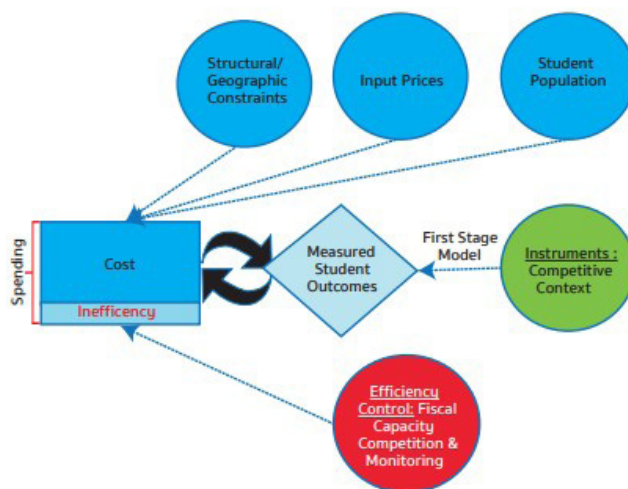 Structural/
Geographic
Constraints
Input Prices
Student
Population
Spending
Cost
Inefficency
Measured
Student
Outcomes
First Stage
Model
Instruments :
Competitive
Context
Efficiency
Control: Fiscal
Capacity
Competition &
Monitoring